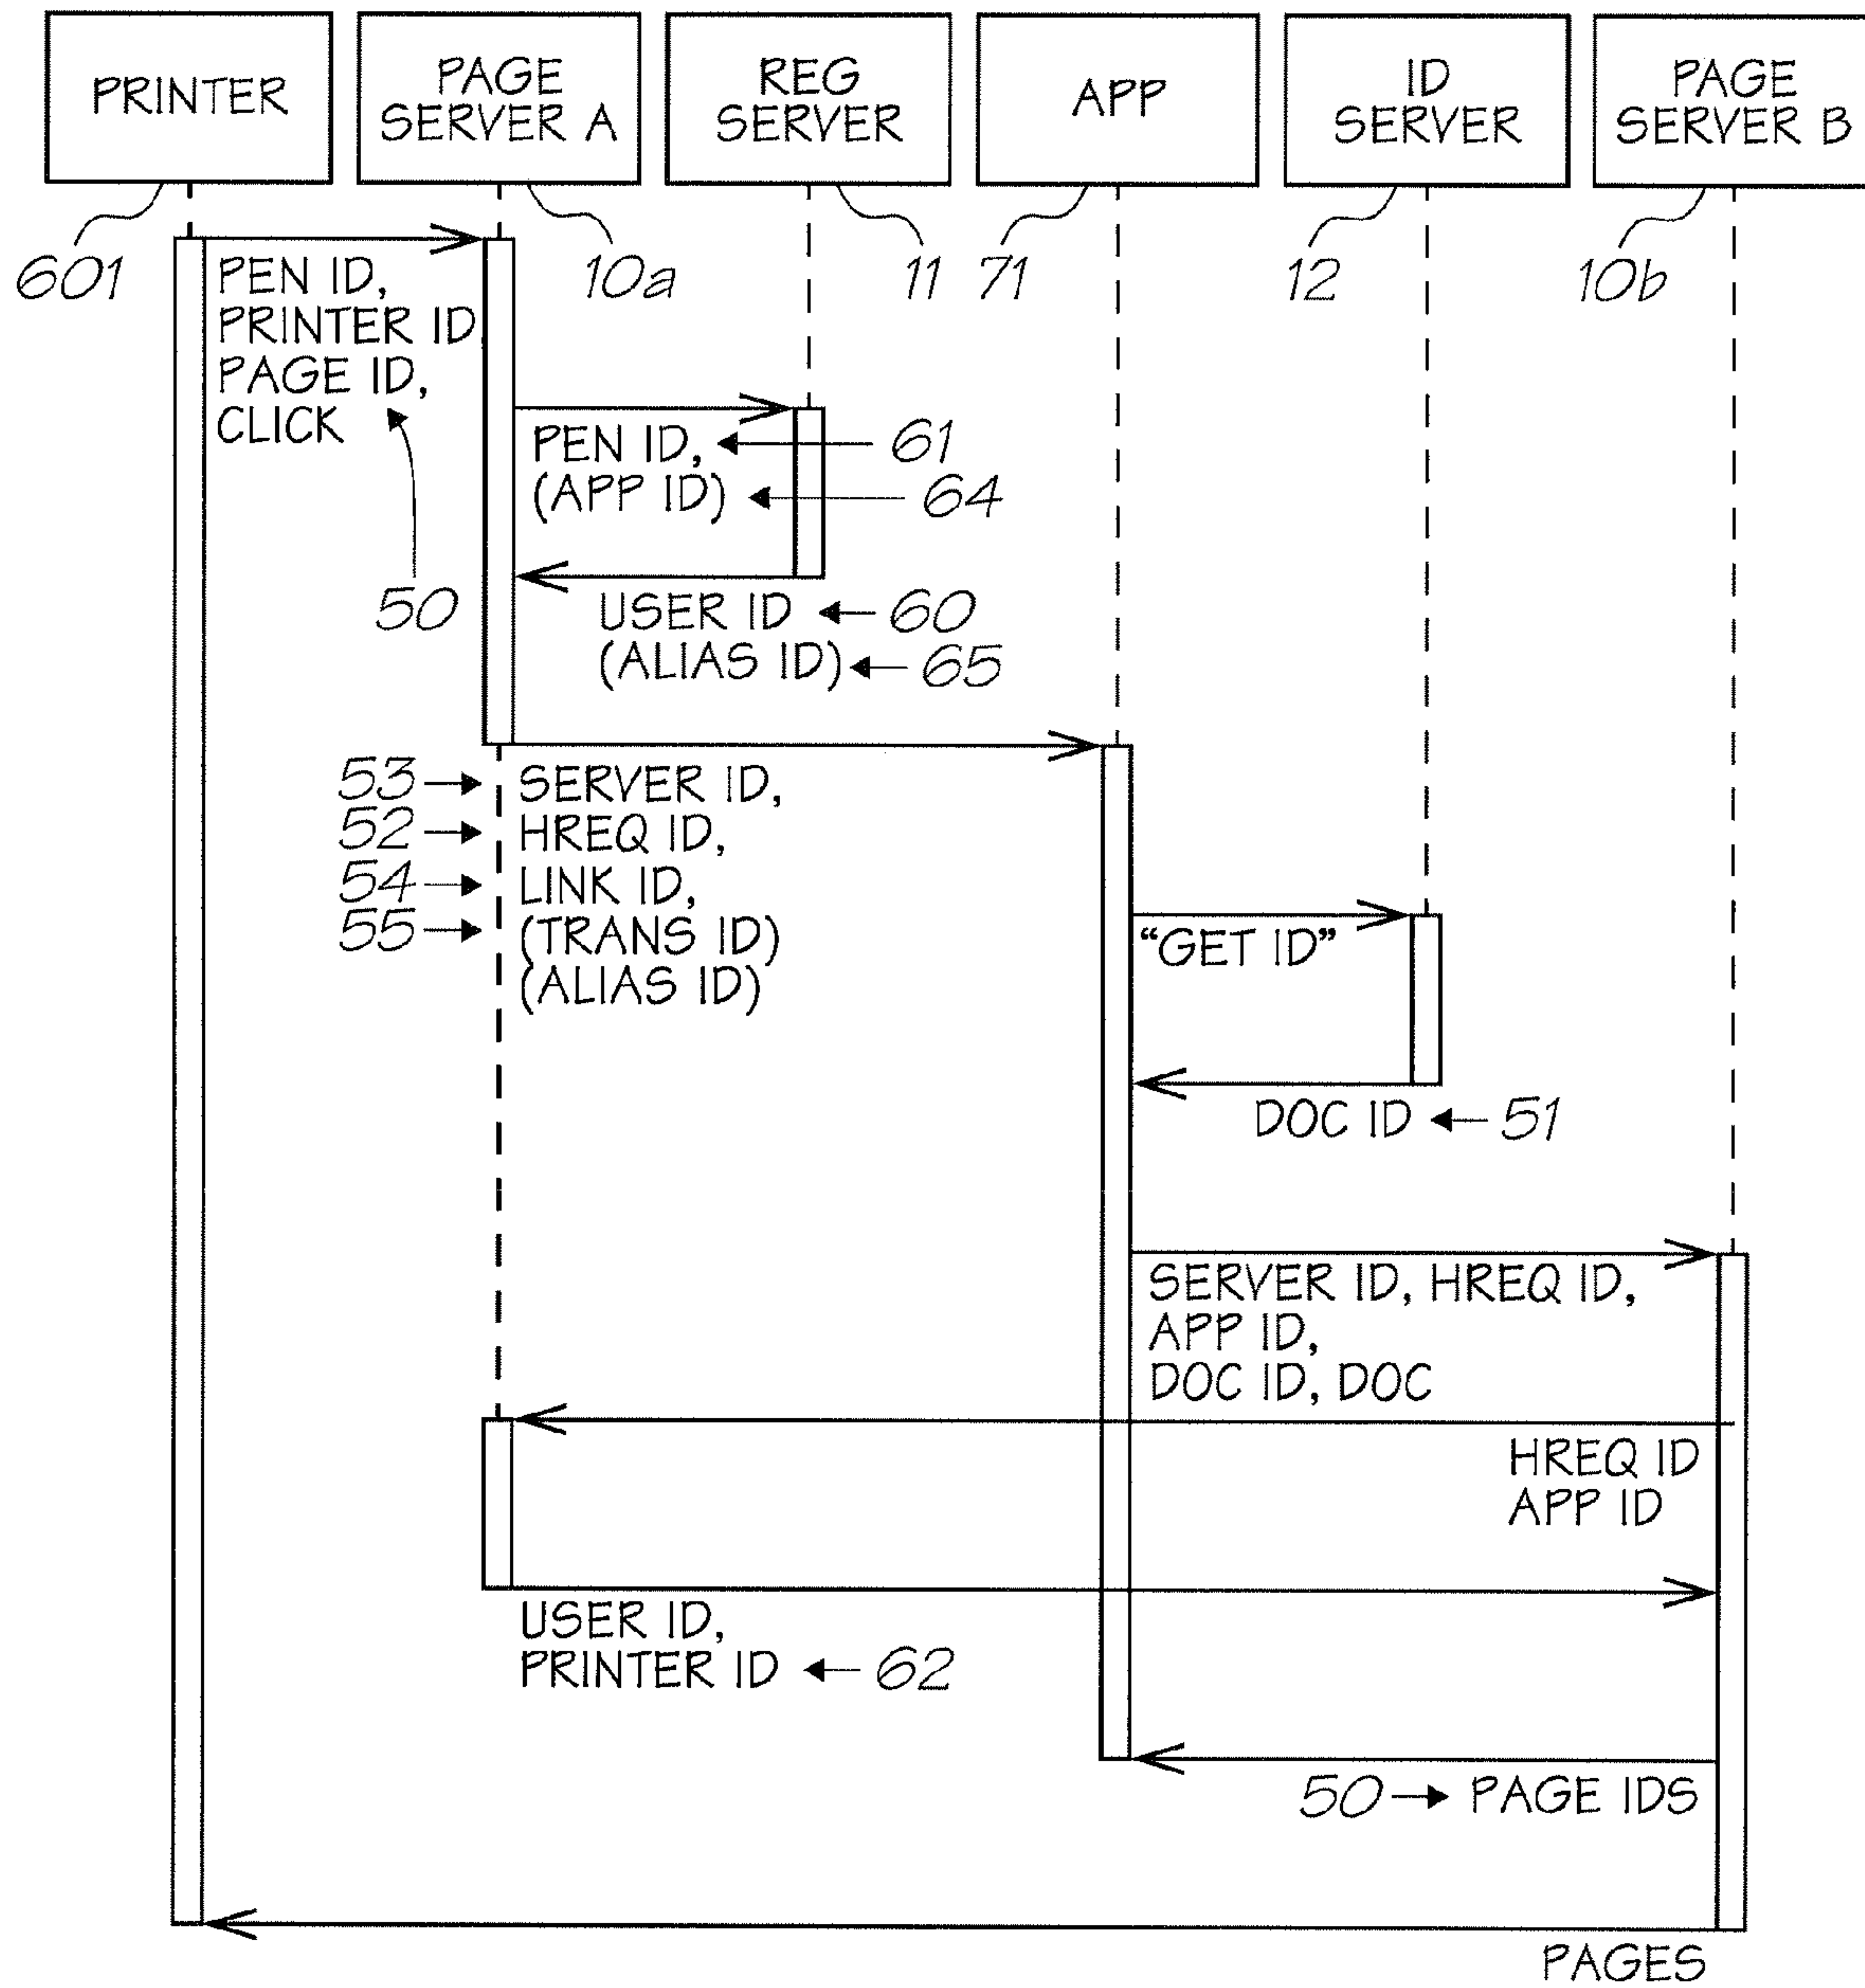 PRINTER
PAGE
SERVER A
REG
SERVER
APP
ID
SERVER
PAGE
SERVER B
601
10a
11
71
12
10b
PEN ID,
PRINTER ID
PAGE ID,
CLICK
50
PEN ID,
(APP ID)
61
64
USER ID
(ALIAS ID)
60
65
53
52
54
55
SERVER ID,
HREQ ID,
LINK ID,
(TRANS ID)
(ALIAS ID)
“GET ID”
DOC ID
51
SERVER ID, HREQ ID,
APP ID,
DOC ID, DOC
HREQ ID
APP ID
USER ID,
PRINTER ID
62
50
PAGE IDS
PAGES